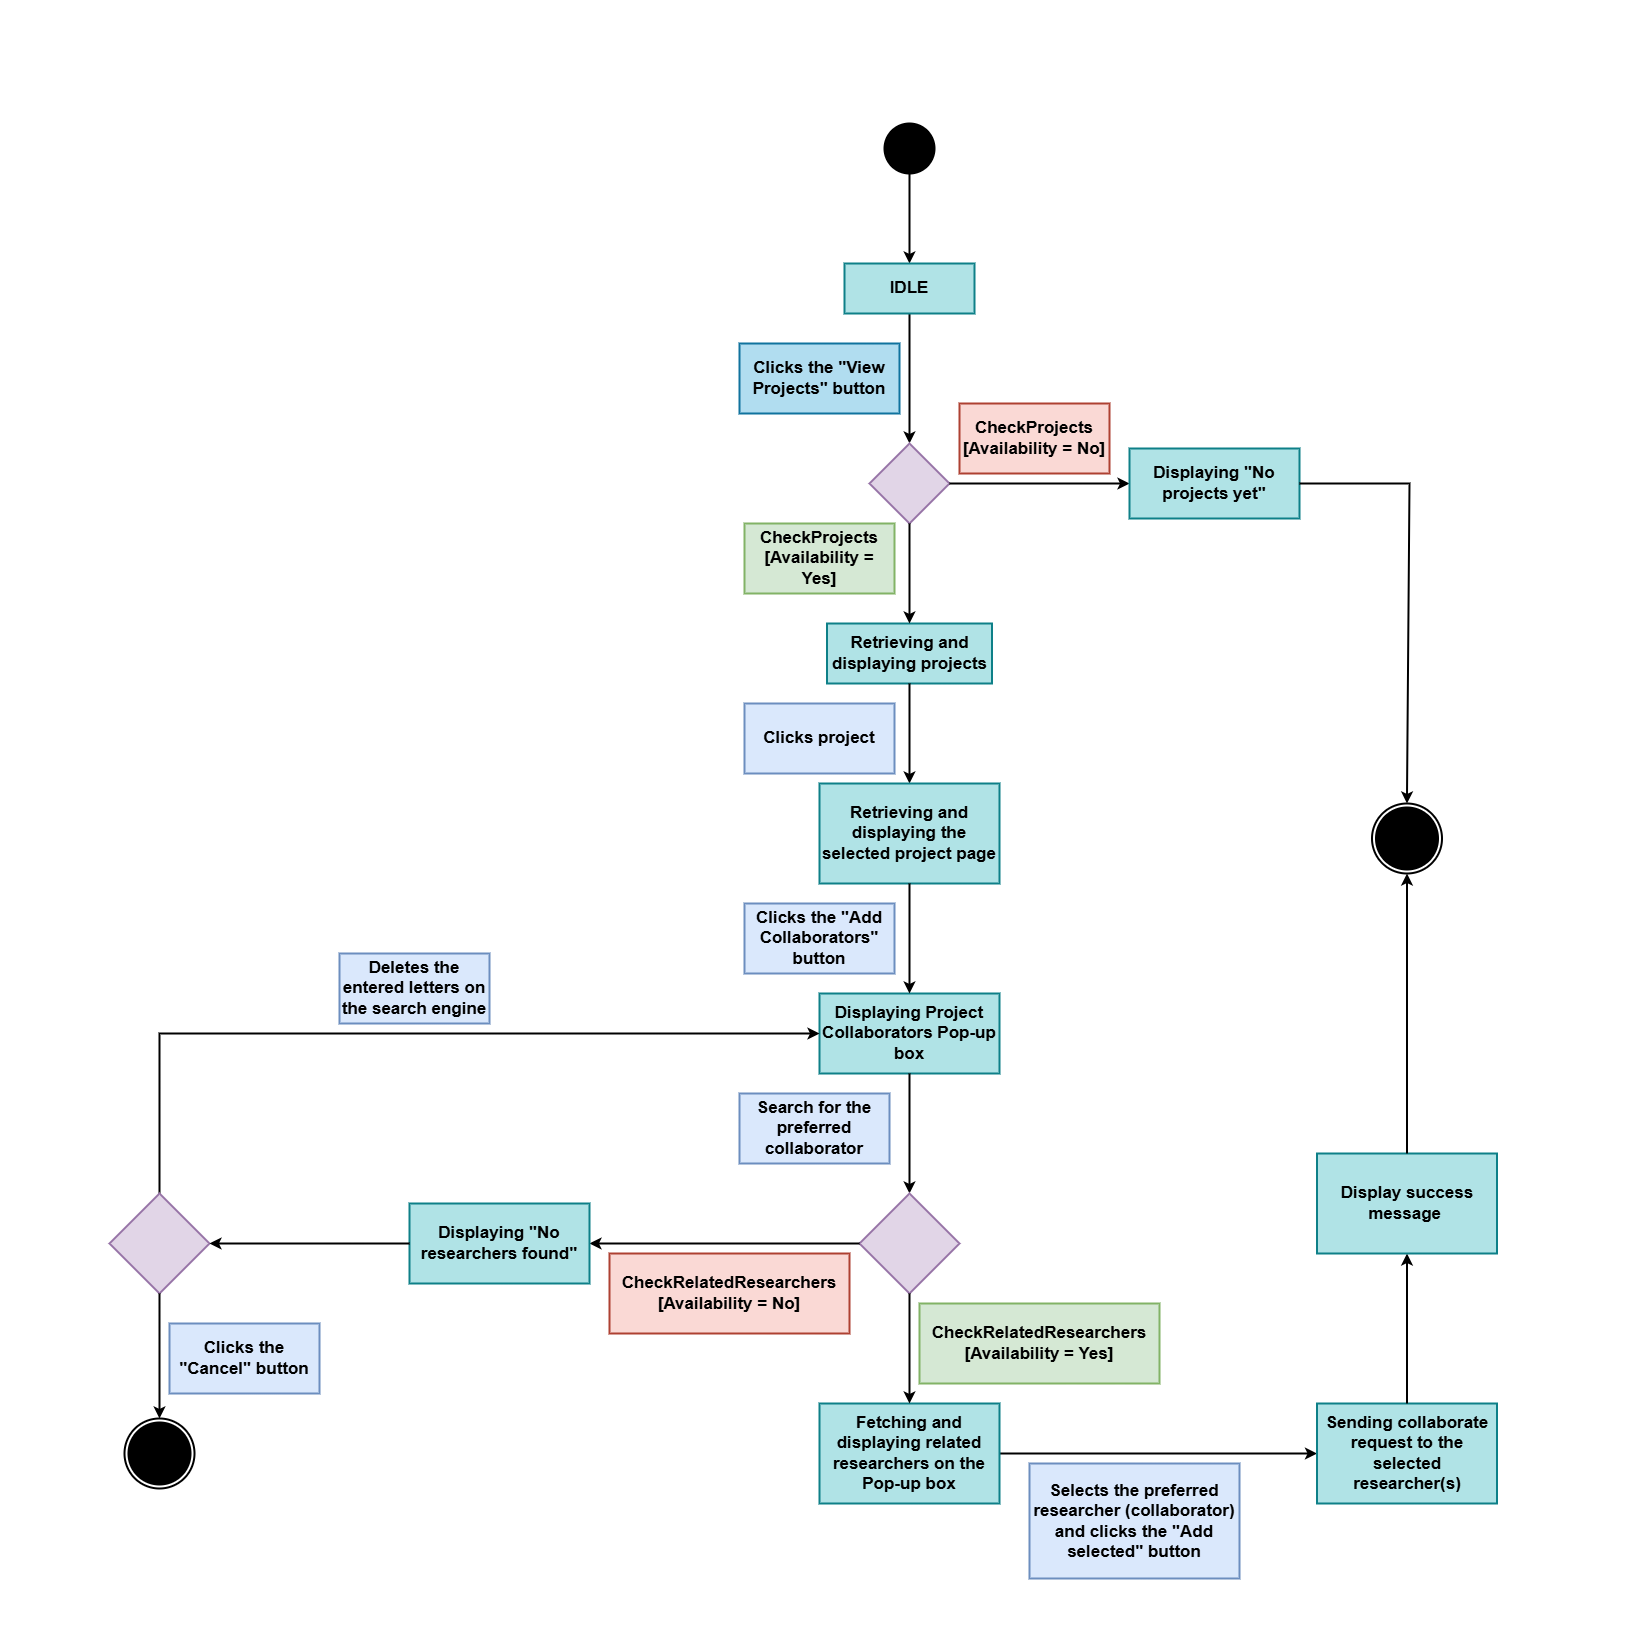 IDLE
Clicks the "View
Projects" button
CheckProjects
[Availability = No]
Displaying "No
projects yet"
CheckProjects
[Availability =
Yes]
Retrieving and
displaying projects
Clicks project
Retrieving and
displaying the
selected project page
Clicks the "Add
Collaborators"
button
Deletes the
entered letters on
the search engine
Displaying Project
Collaborators Pop-up
box
Search for the
preferred
collaborator
Display success
message
Displaying "No
researchers found"
CheckRelatedResearchers
[Availability = No]
CheckRelatedResearchers
[Availability = Yes]
Clicks the
"Cancel" button
Fetching and
displaying related
researchers on the
Pop-up box
Sending collaborate
request to the
selected
researcher(s)
Selects the preferred
researcher (collaborator)
and clicks the "Add
selected" button